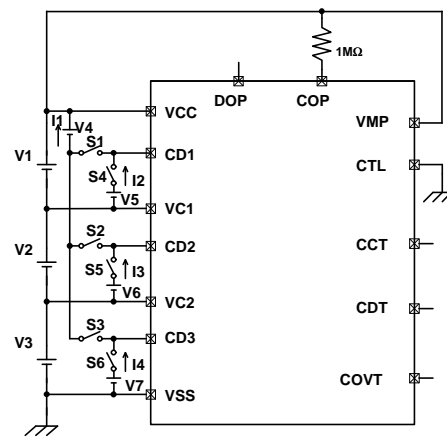 1MΩ
DOP
COP
VCC
VMP
I1
V4
S1
CD1
V1
S4
I2
CTL
V5
VC1
S2
CD2
CCT
V2
S5
I3
V6
VC2
CDT
S3
V3
CD3
S6
I4
COVT
V7
VSS